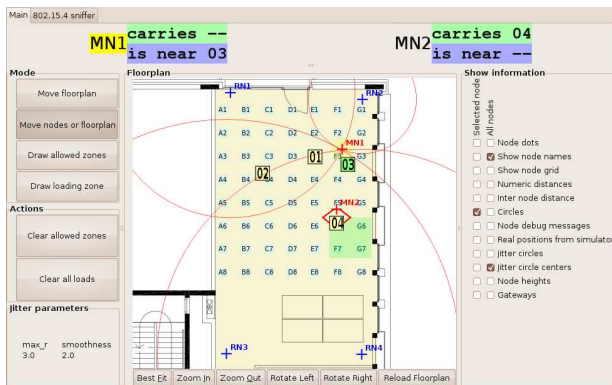 Main 802.15.4 sniffer
MN1 carries --
is near 03
MN2 carries 04
is near --
Mode
Move floorplan
Move nodes or floorplan
Draw allowed zones
Draw loading zone
Actions
Clear allowed zones
Clear all loads
Jitter parameters
max_r smoothness
3.0 2.0
Floorplan
RN1
RN2
A1 B1 C1 D1 E1 F1 G1
A2 B2 C2 D2 E2 F2 G2
MN1
A3 B3 C3 D3 01 F3 G3
03
A4 B4 02 C4 D4 E4 F4 G4
A5 B5 C5 D5 E5 F5 MN2 G5
A6 B6 C6 D6 E6 04 G6
A7 B7 C7 D7 E7 F7 G7
A8 B8 C8 D8 E8 F8 G8
RN3
RN4
Best Fit Zoom In Zoom Out Rotate Left Rotate Right Reload Floorplan
Show information
Selected node
All nodes
Node dots
Show node names
Show node grid
Numeric distances
Inter node distance
Circles
Node debug messages
Real positions from simulator
Jitter circles
Jitter circle centers
Node heights
Gateways